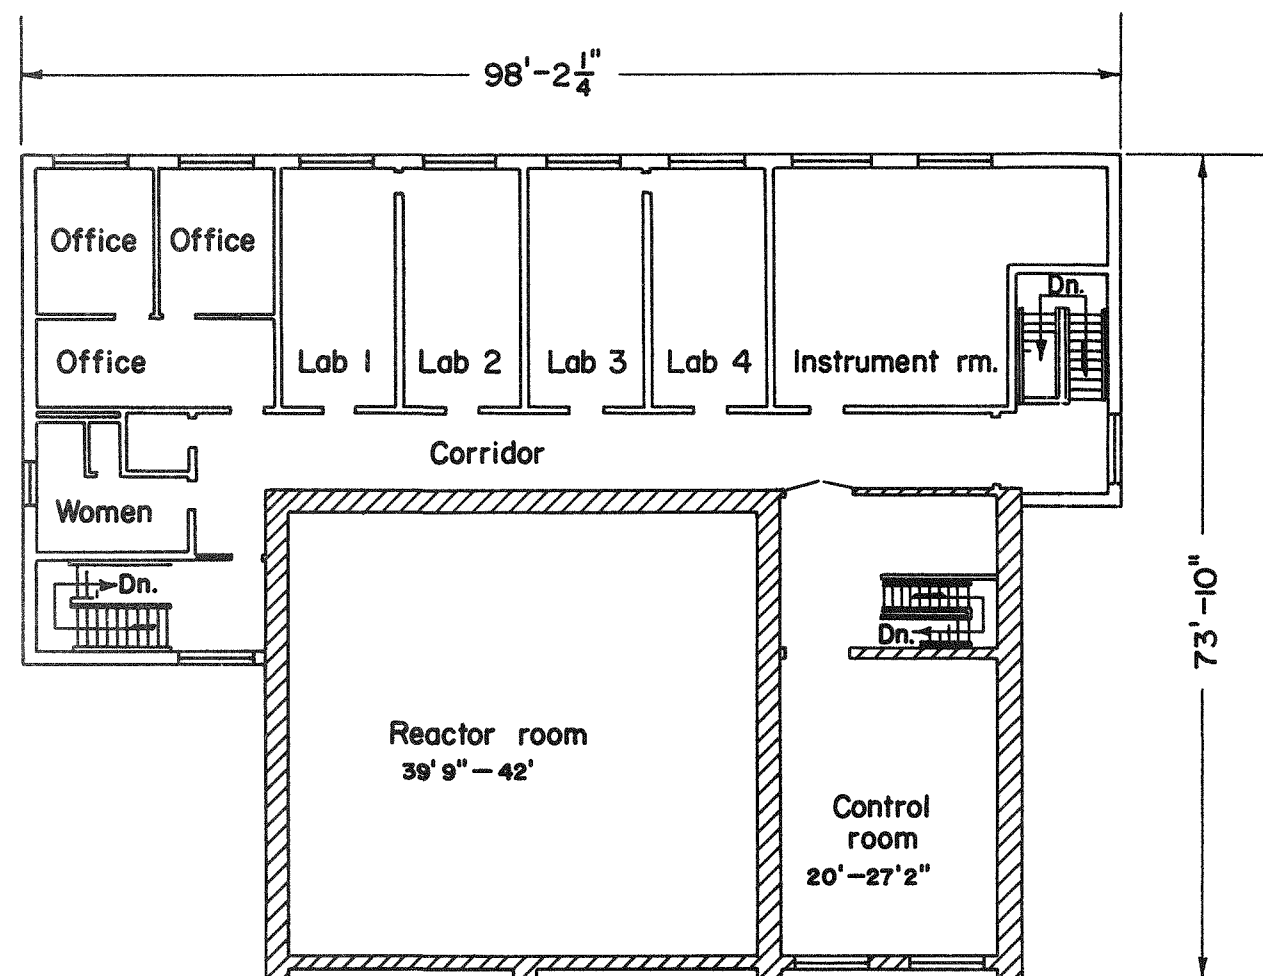 98'-2 1/4"
Office Office
Dn.
Office Lab 1 Lab 2 Lab 3 Lab 4 Instrument rm.
Corridor
Women
Dn.
73'-10"
Dn.
Reactor room
39' 9"-42'
Control
room
20'-27'2"